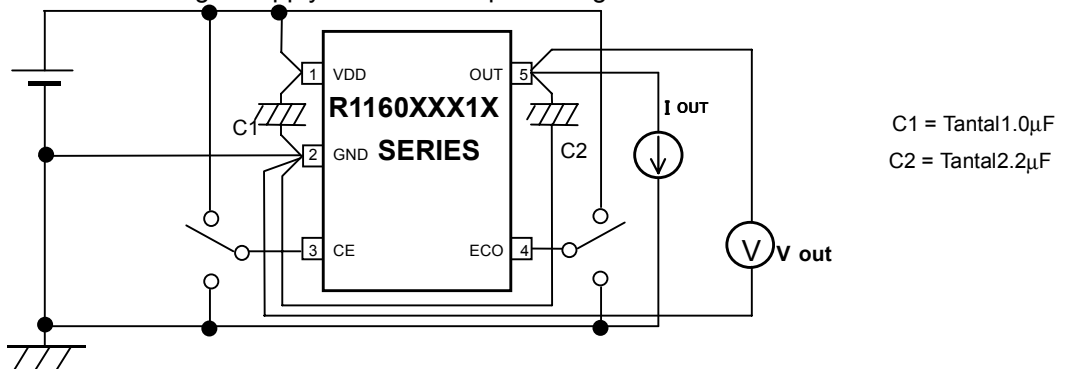 1 VDD OUT 5
R1160XXX1X
I OUT
C1 = Tantal1.0μF
C1
2 GND SERIES C2
C2 = Tantal2.2μF
3 CE ECO 4
V V out